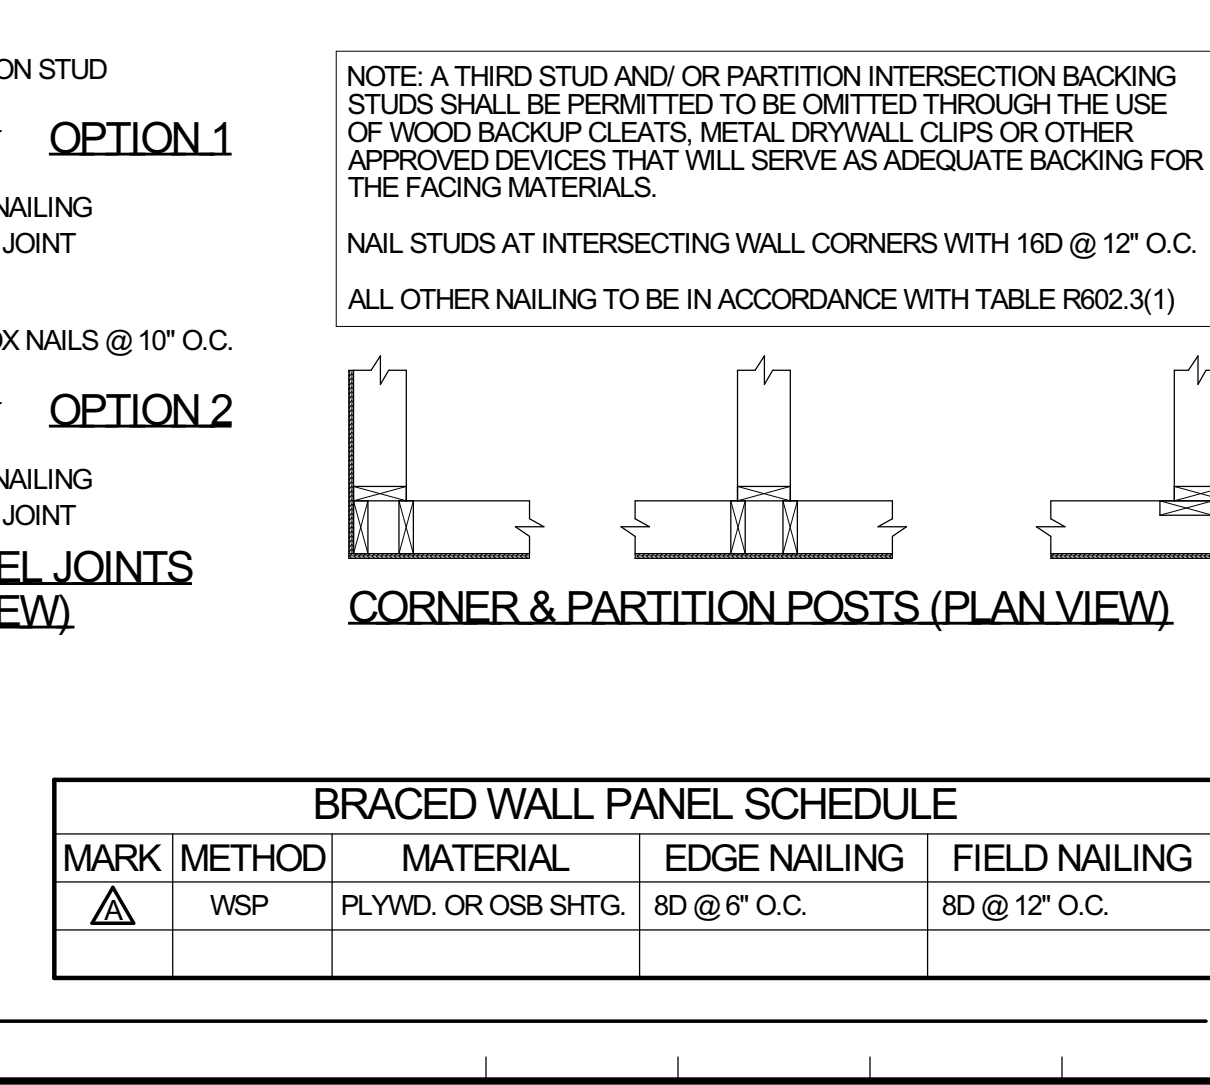 ON STUD
OPTION 1
NAILING
JOINT
OX NAILS @ 10" O.C.
OPTION 2
NAILING
JOINT
EL JOINTS
EW)
NOTE: A THIRD STUD AND/ OR PARTITION INTERSECTION BACKING
STUDS SHALL BE PERMITTED TO BE OMITTED THROUGH THE USE
OF WOOD BACKUP CLEATS, METAL DRYWALL CLIPS OR OTHER
APPROVED DEVICES THAT WILL SERVE AS ADEQUATE BACKING FOR
THE FACING MATERIALS.
NAIL STUDS AT INTERSECTING WALL CORNERS WITH 16D @ 12" O.C.
ALL OTHER NAILING TO BE IN ACCORDANCE WITH TABLE R602.3(1)
CORNER & PARTITION POSTS (PLAN VIEW)
BRACED WALL PANEL SCHEDULE
MARK METHOD MATERIAL EDGE NAILING FIELD NAILING
A WSP PLYWD. OR OSB SHTG. 8D @ 6" O.C. 8D @ 12" O.C.